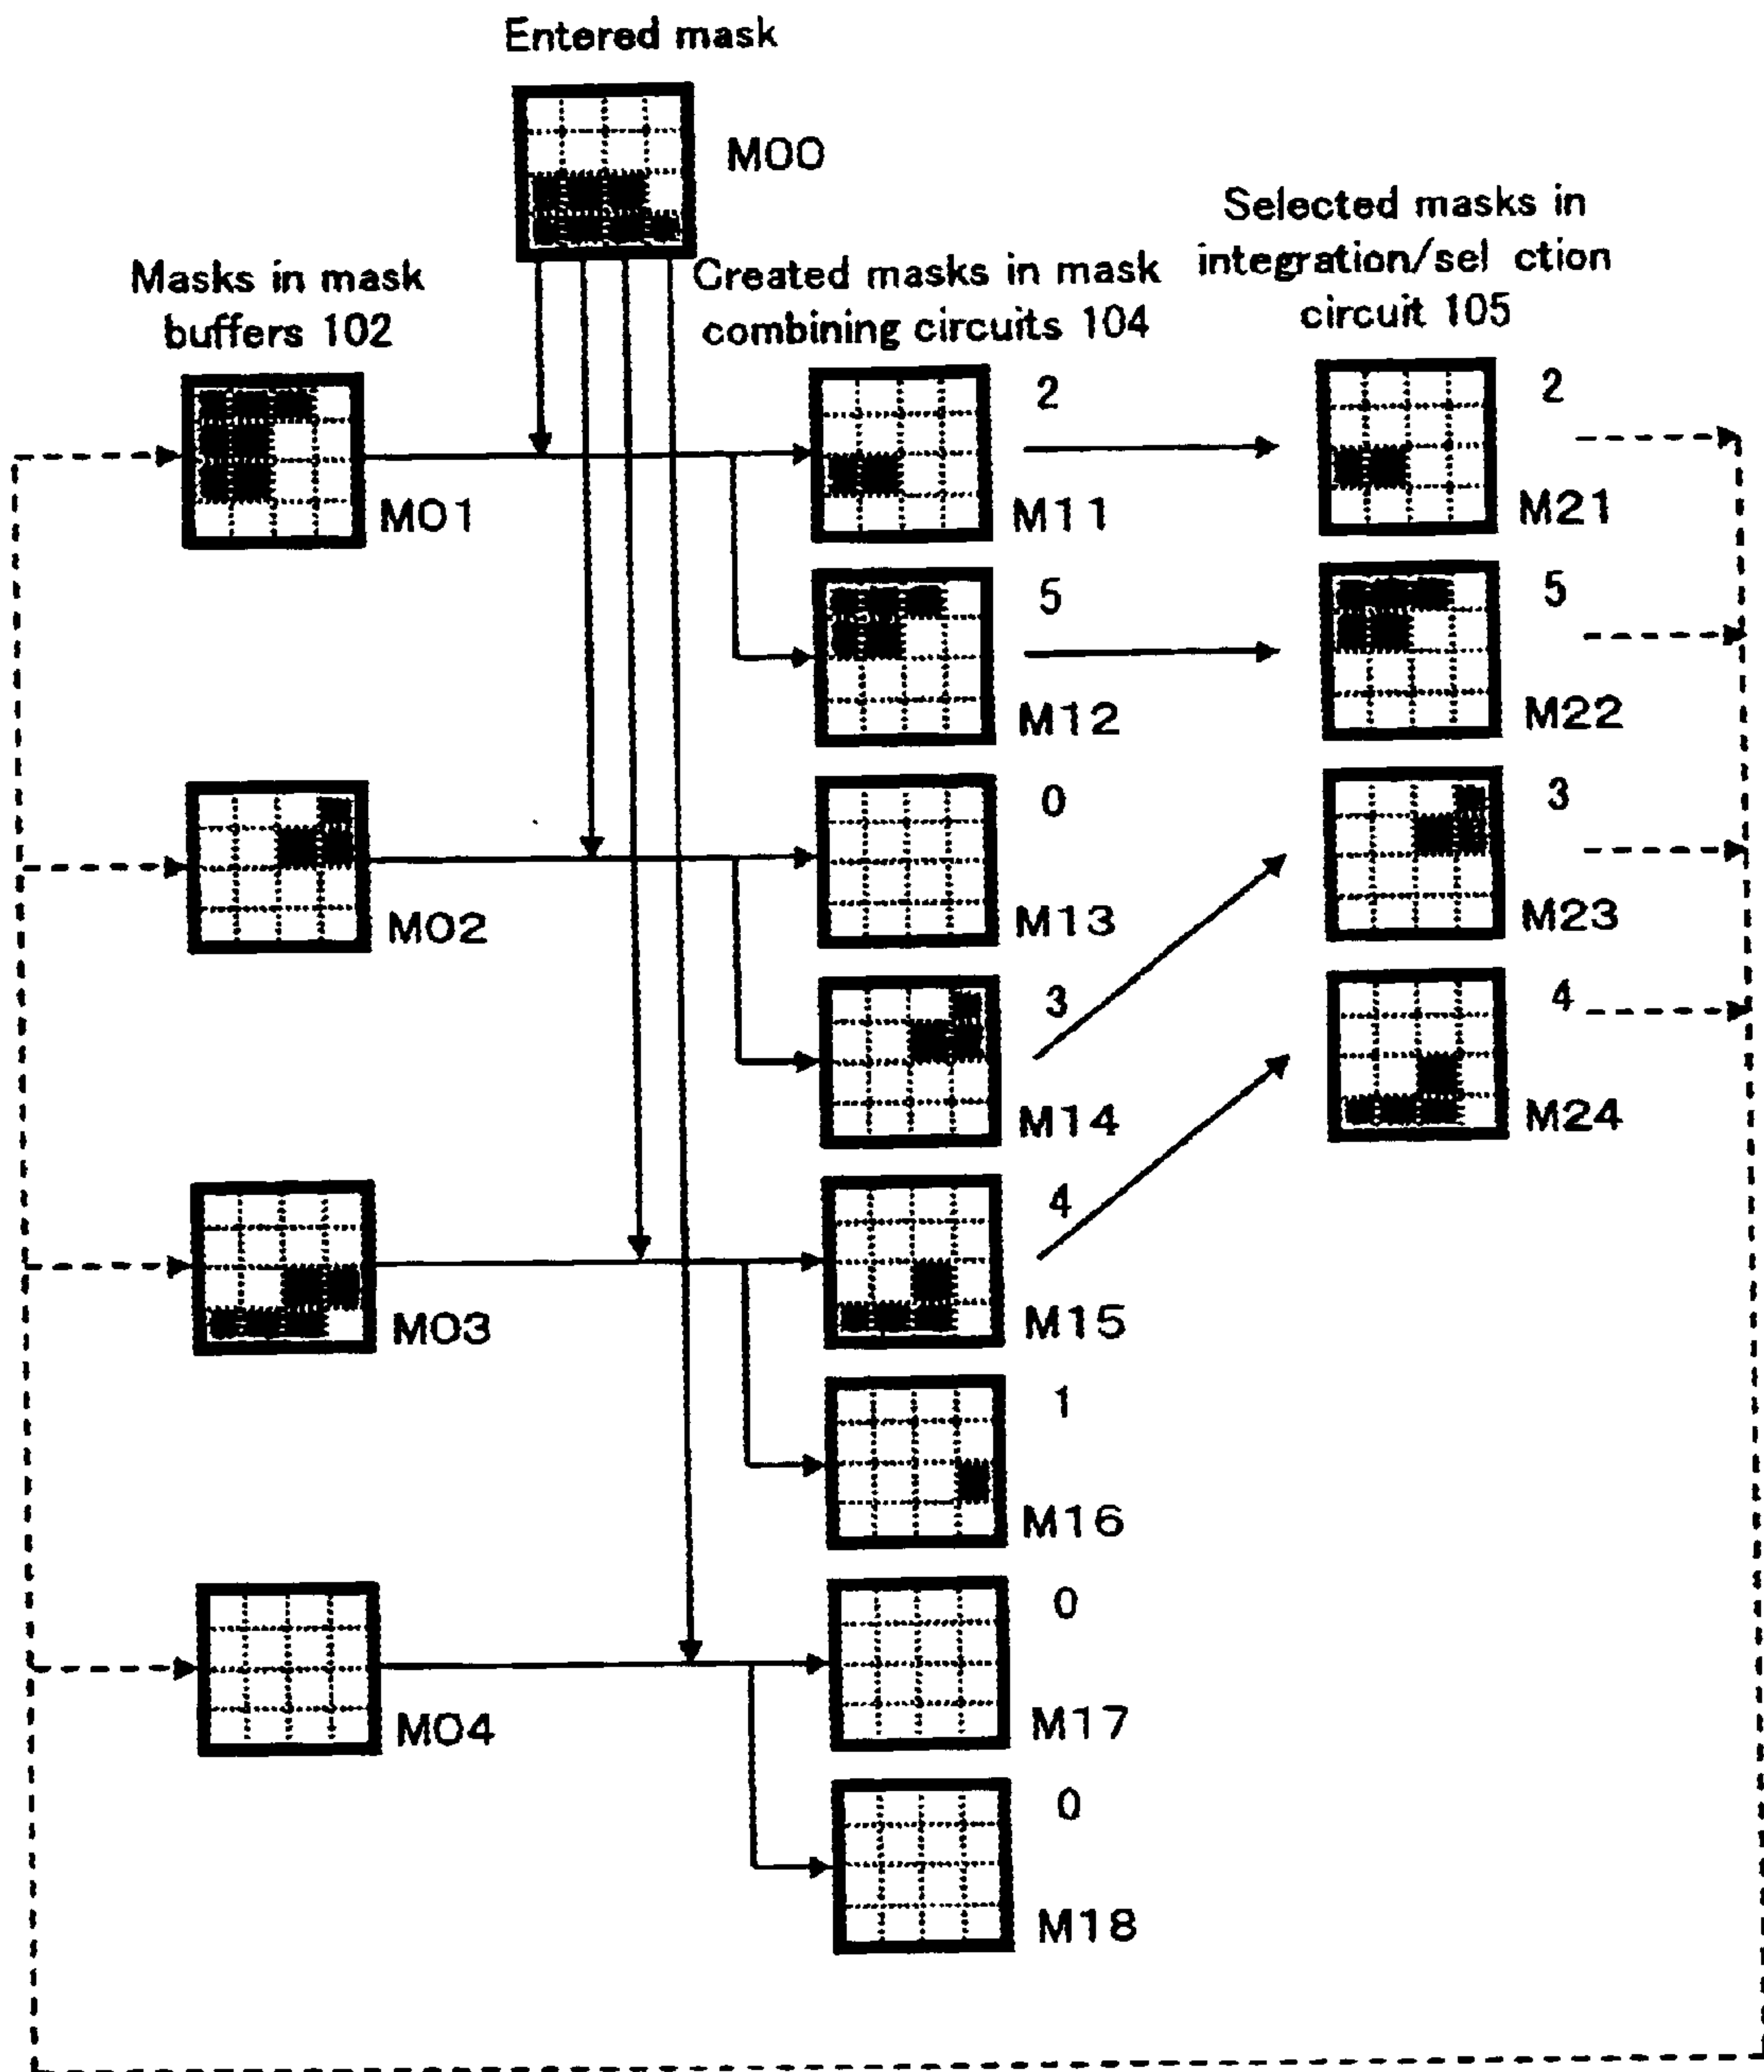 Entered mask
M00
Selected masks in
integration/sel ction
circuit 105
Masks in mask
buffers 102
Created masks in mask
combining circuits 104
M01
2
M11
2
M21
5
M12
5
M22
M02
0
M13
3
M23
3
M14
4
M24
M03
4
M15
1
M16
M04
0
M17
0
M18